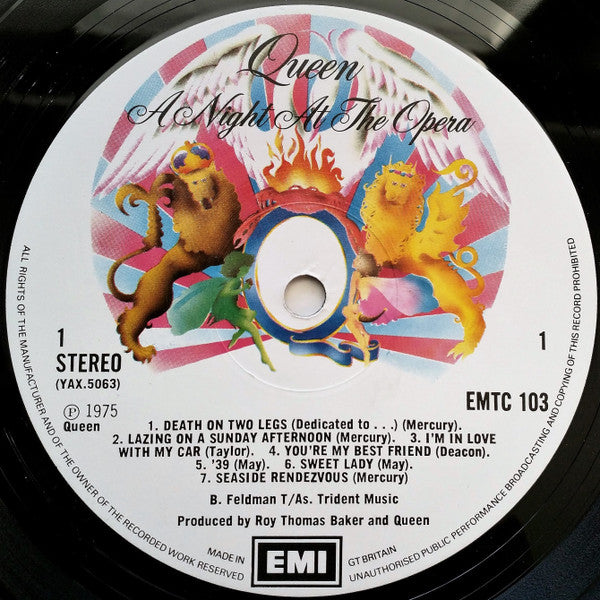 Queen
A Night At The Opera
1
STEREO
(YAX.5063)
℗ 1975
Queen
1
EMTC 103
1. DEATH ON TWO LEGS (Dedicated to . . .) (Mercury).
2. LAZING ON A SUNDAY AFTERNOON (Mercury). 3. I'M IN LOVE
WITH MY CAR (Taylor). 4. YOU'RE MY BEST FRIEND (Deacon).
5. '39 (May). 6. SWEET LADY (May).
7. SEASIDE RENDEZVOUS (Mercury)
B. Feldman T/As. Trident Music
Produced by Roy Thomas Baker and Queen
MADE IN
EMI
GT BRITAIN
ALL RIGHTS OF THE MANUFACTURER AND OF THE OWNER OF THE RECORDED WORK RESERVED
UNAUTHORISED PUBLIC PERFORMANCE BROADCASTING AND COPYING OF THIS RECORD PROHIBITED